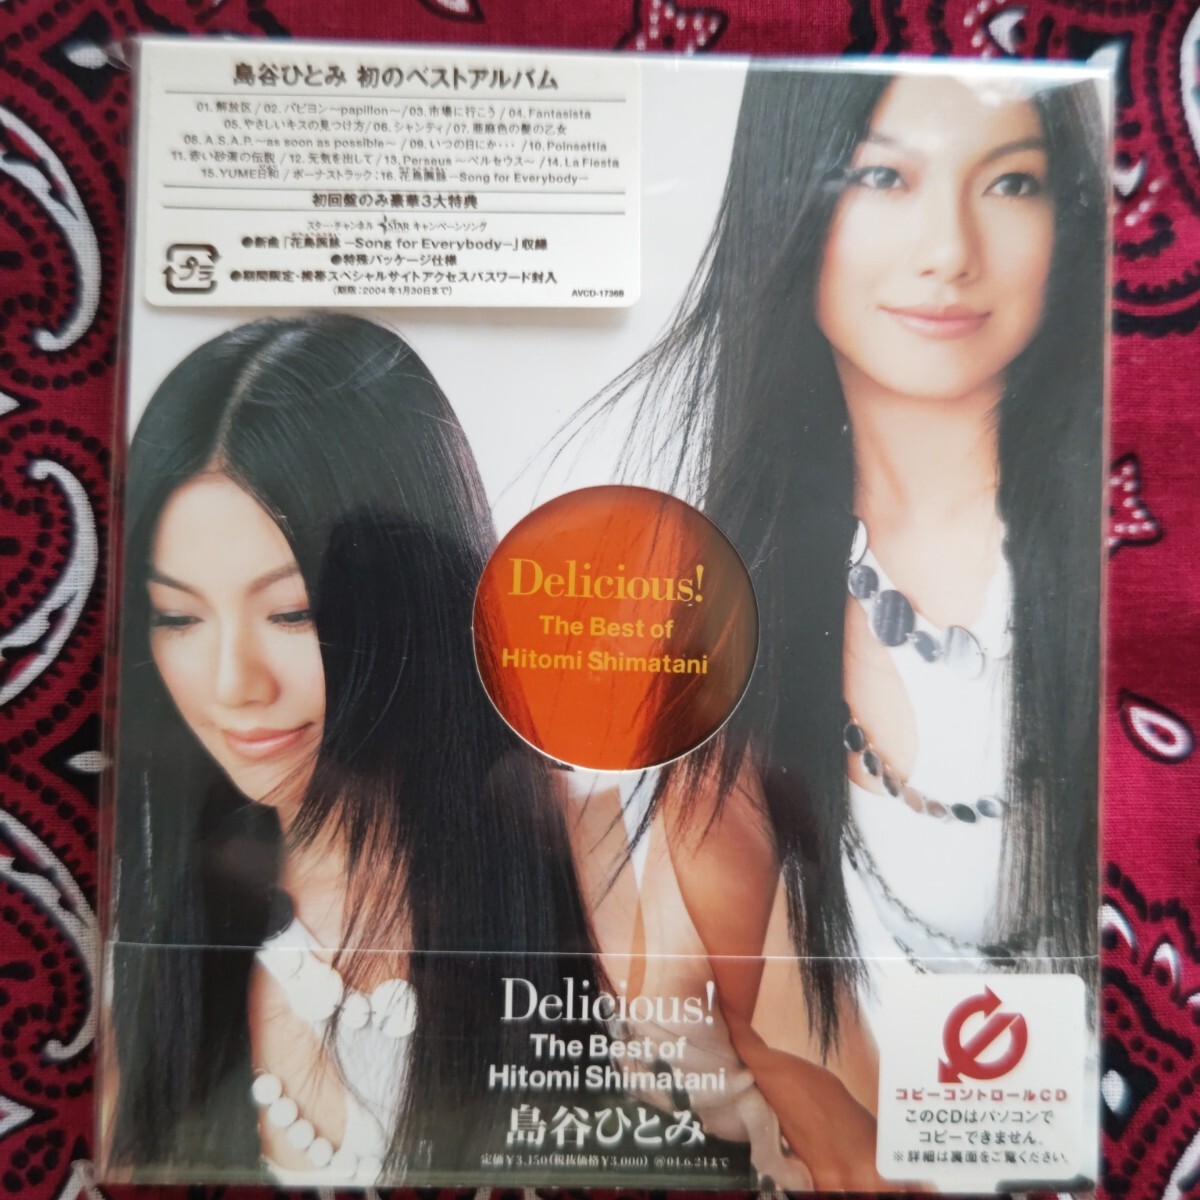 島谷ひとみ 初のベストアルバム
01. 解放区/02. パピヨン〜papillon〜/03. 市場に行こう/04. Fantasista
05. やさしいキスの見つけ方/06. シャンティ/07. 亜麻色の髪の乙女
08. A.S.A.P.〜as soon as possible〜/09. いつの日にか・・・/10. Poinsettia
11. 赤い砂漠の伝説/12. 元気を出して/13. Perseus〜ペルセウス〜/14. La Fiesta
15. YUME日和/ボーナストラック:16. 花鳥諷詠−Song for Everybody−
初回盤のみ豪華3大特典
スター・チャンネル STAR キャンペーンソング
●新曲「花鳥諷詠−Song for Everybody−」収録
●特殊パッケージ仕様
●期間限定・携帯スペシャルサイトアクセスパスワード封入
(期限:2004年1月30日まで)
AVCD-17368
プラ
Delicious!
The Best of
Hitomi Shimatani
Delicious!
The Best of
Hitomi Shimatani
島谷ひとみ
定価¥3,150(税抜価格¥3,000) ㊐04.6.24まで
コピーコントロールCD
このCDはパソコンで
コピーできません。
※詳細は裏面をご覧ください。